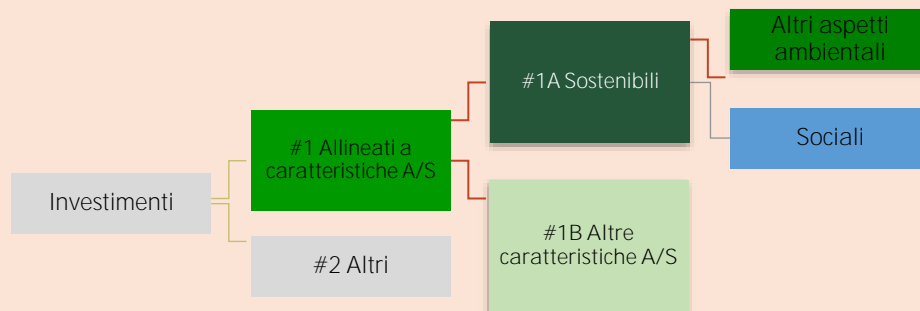 Investimenti
#1 Allineati a
caratteristiche A/S
#2 Altri
#1A Sostenibili
#1B Altre
caratteristiche A/S
Altri aspetti
ambientali
Sociali